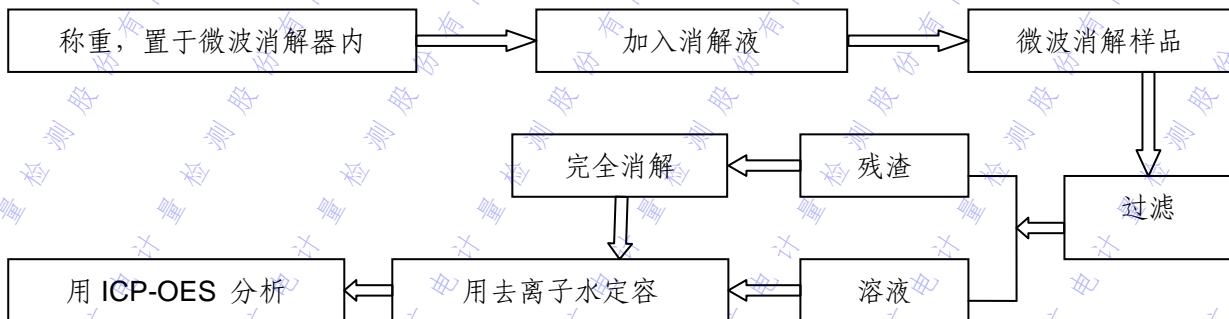 称重，置于微波消解器内
加入消解液
微波消解样品
完全消解
残渣
过滤
用 ICP-OES 分析
用去离子水定容
溶液